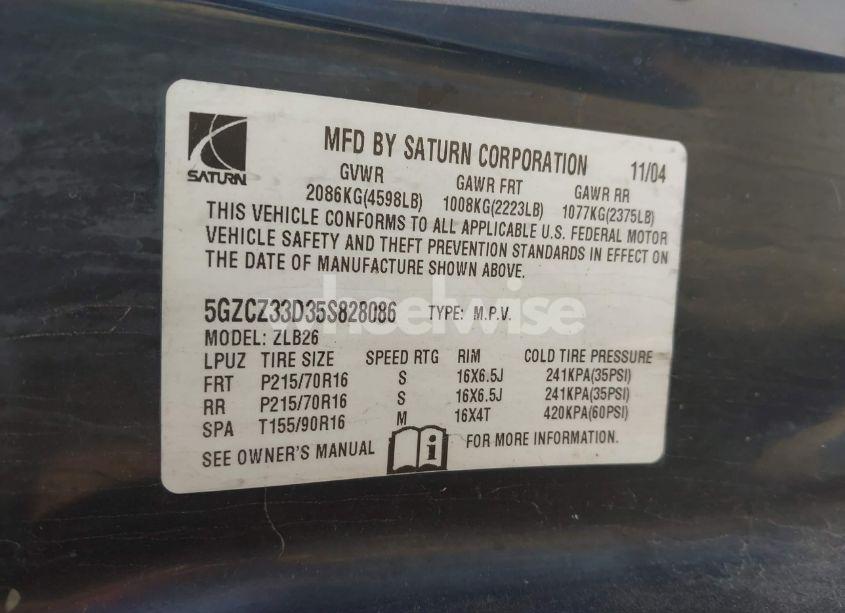 MFD BY SATURN CORPORATION 11/04
SATURN
GVWR GAWR FRT GAWR RR
2086KG(4598LB) 1008KG(2223LB) 1077KG(2375LB)
THIS VEHICLE CONFORMS TO ALL APPLICABLE U.S. FEDERAL MOTOR
VEHICLE SAFETY AND THEFT PREVENTION STANDARDS IN EFFECT ON
THE DATE OF MANUFACTURE SHOWN ABOVE.
5GZCZ33D35S828086 TYPE: M.P.V.
MODEL: ZLB26
LPUZ TIRE SIZE SPEED RTG RIM COLD TIRE PRESSURE
FRT P215/70R16 S 16X6.5J 241KPA(35PSI)
RR P215/70R16 S 16X6.5J 241KPA(35PSI)
SPA T155/90R16 M 16X4T 420KPA(60PSI)
SEE OWNER'S MANUAL i FOR MORE INFORMATION.